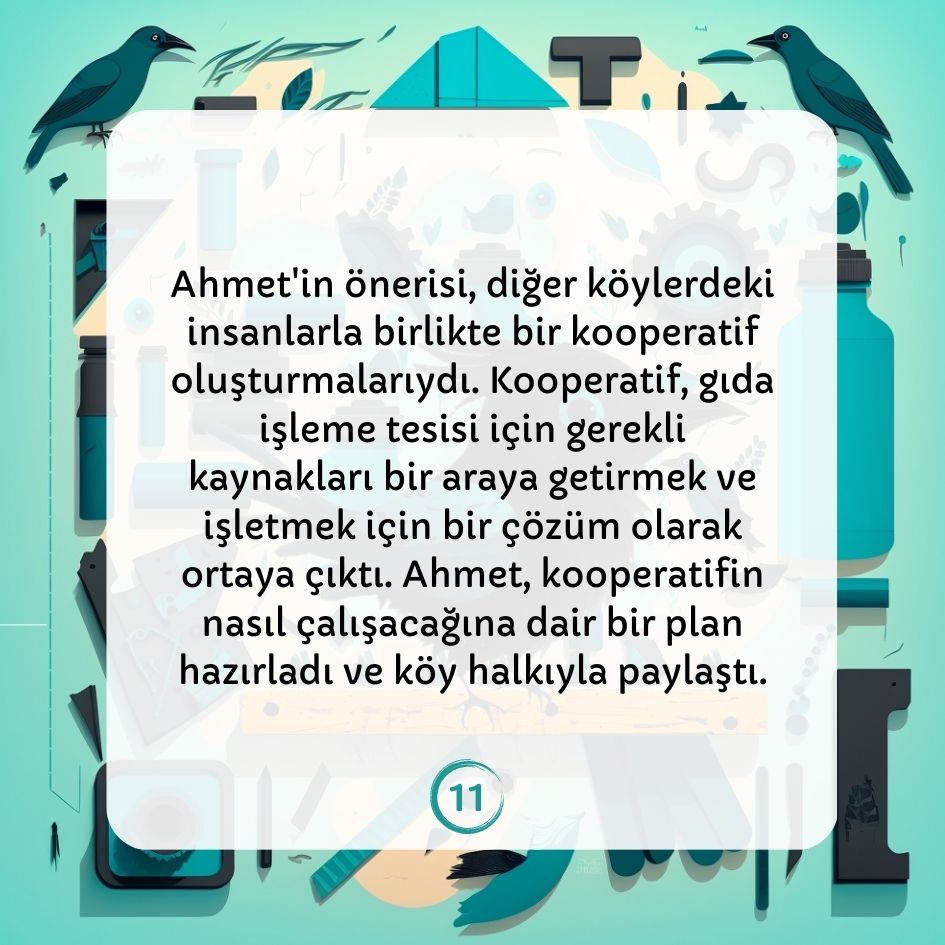 Ahmet'in önerisi, diğer köylerdeki
insanlarla birlikte bir kooperatif
oluşturmalarıydı. Kooperatif, gıda
işleme tesisi için gerekli
kaynakları bir araya getirmek ve
işletmek için bir çözüm olarak
ortaya çıktı. Ahmet, kooperatifin
nasıl çalışacağına dair bir plan
hazırladı ve köy halkıyla paylaştı.
11